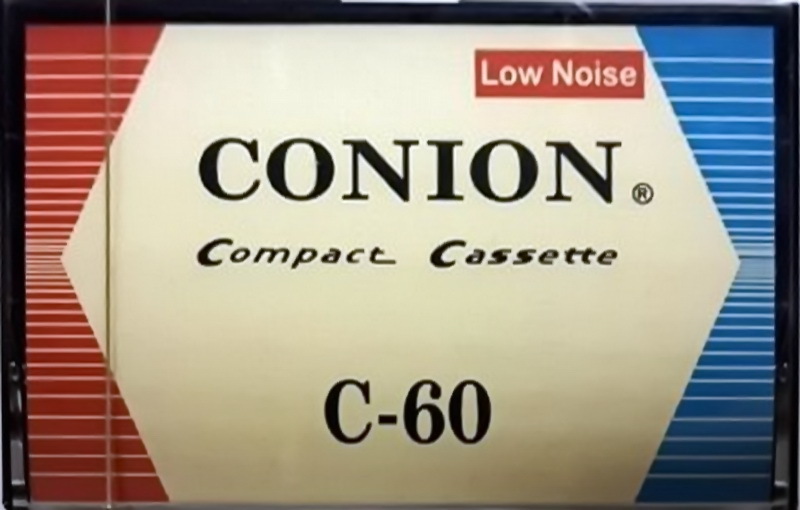 Low Noise
CONION®
Compact Cassette
C-60